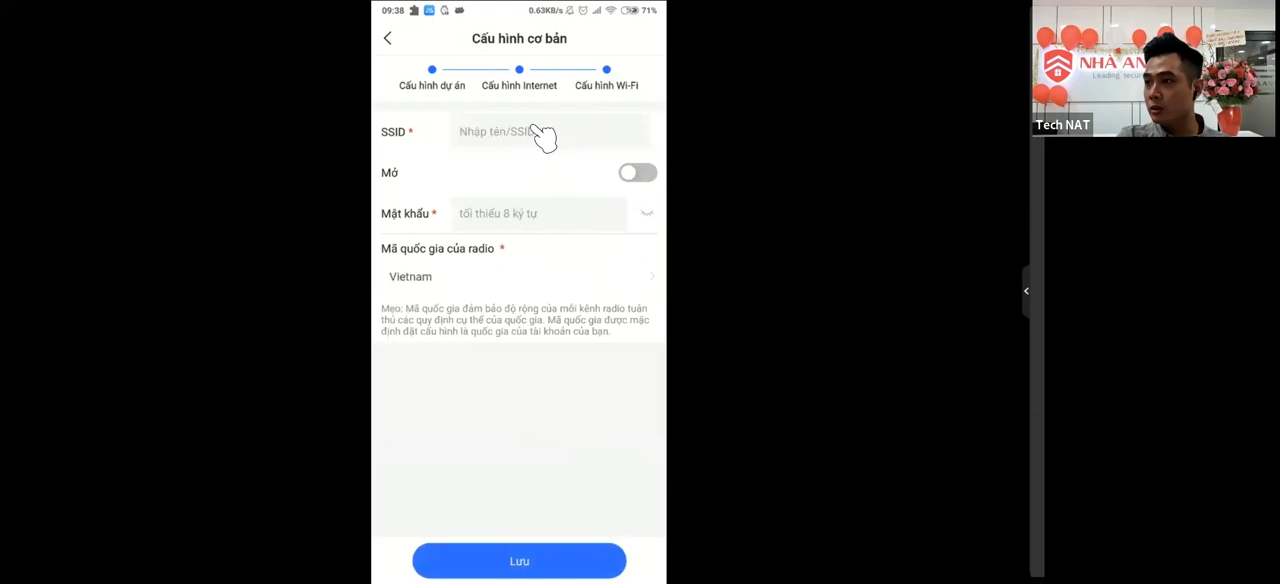 09:38
0.63KB/s
71%
Cấu hình cơ bản
Cấu hình dự án
Cấu hình Internet
Cấu hình Wi-Fi
SSID *
Nhập tên/SSID
Mở
Mật khẩu *
tối thiểu 8 ký tự
Mã quốc gia của radio *
Vietnam
Mẹo: Mã quốc gia đảm bảo độ rộng của mỗi kênh radio tuân
thủ các quy định cụ thể của quốc gia. Mã quốc gia được mặc
định đặt cấu hình là quốc gia của tài khoản của bạn.
Lưu
NHÀ AN
Leading secu
Tech NAT